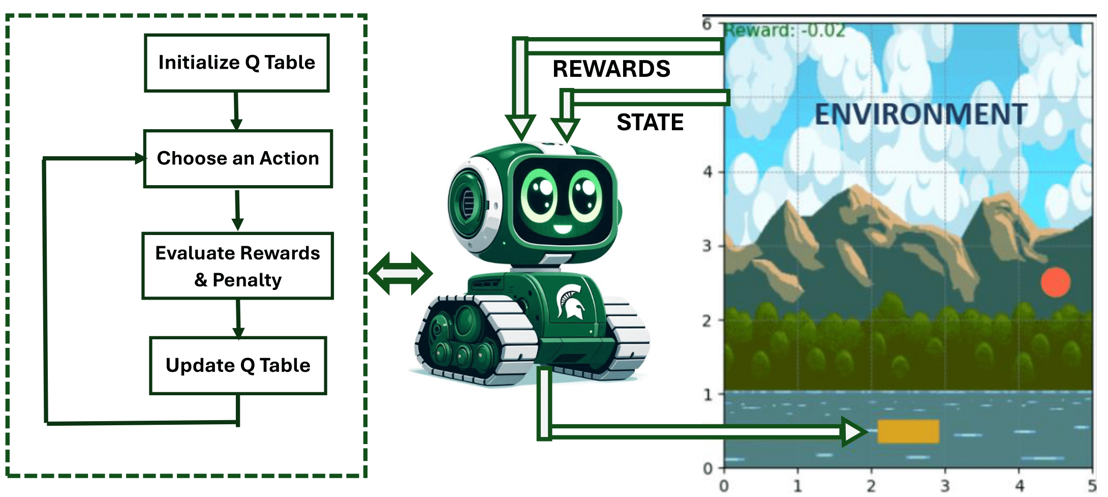 Initialize Q Table
Choose an Action
Evaluate Rewards
& Penalty
Update Q Table
REWARDS
STATE
Reward: -0.02
ENVIRONMENT
6
4
3
2
1
0
0 1 2 3 4 5